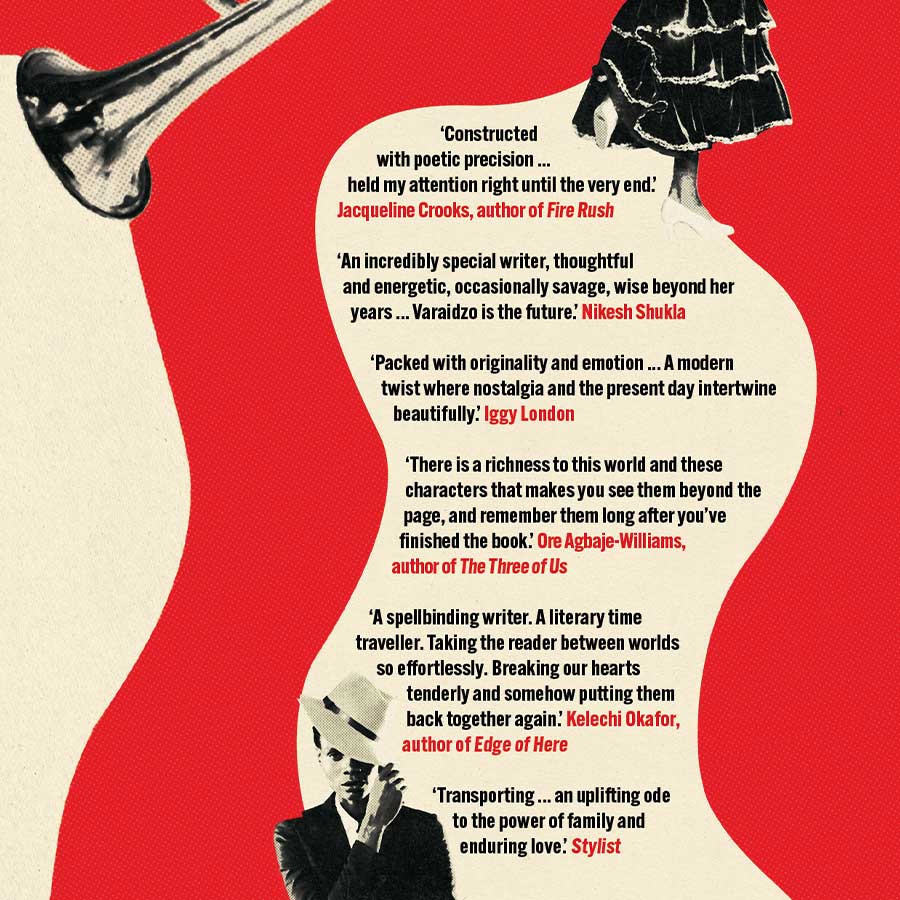 ‘Constructed
with poetic precision ...
held my attention right until the very end.’
Jacqueline Crooks, author of Fire Rush
‘An incredibly special writer, thoughtful
and energetic, occasionally savage, wise beyond her
years ... Varaidzo is the future.’ Nikesh Shukla
‘Packed with originality and emotion ... A modern
twist where nostalgia and the present day intertwine
beautifully.’ Iggy London
‘There is a richness to this world and these
characters that makes you see them beyond the
page, and remember them long after you’ve
finished the book.’ Ore Agbaje-Williams,
author of The Three of Us
‘A spellbinding writer. A literary time
traveller. Taking the reader between worlds
so effortlessly. Breaking our hearts
tenderly and somehow putting them
back together again.’ Kelechi Okafor,
author of Edge of Here
‘Transporting ... an uplifting ode
to the power of family and
enduring love.’ Stylist